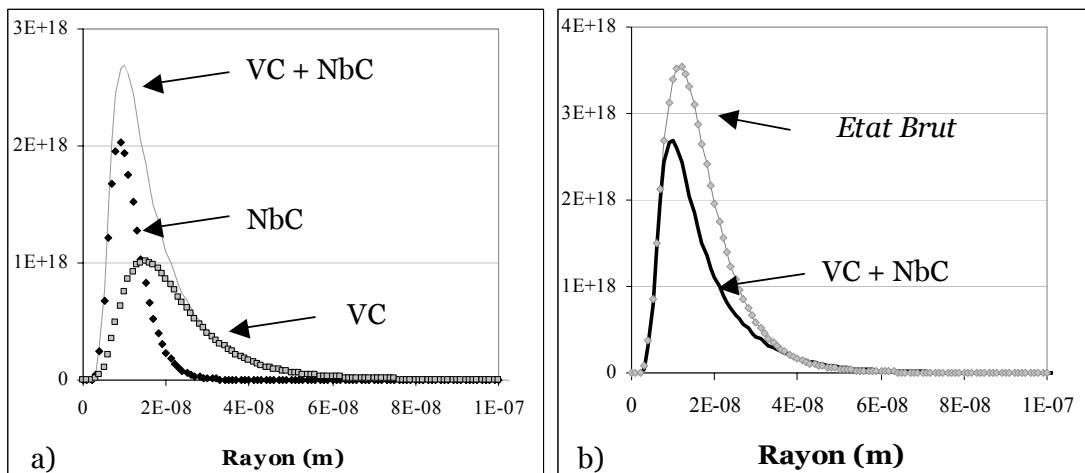 3E+18
2E+18
1E+18
0
VC + NbC
NbC
VC
0 2E-08 4E-08 6E-08 8E-08 1E-07
a) Rayon (m)
4E+18
3E+18
2E+18
1E+18
0
Etat Brut
VC + NbC
0 2E-08 4E-08 6E-08 8E-08 1E-07
b) Rayon (m)